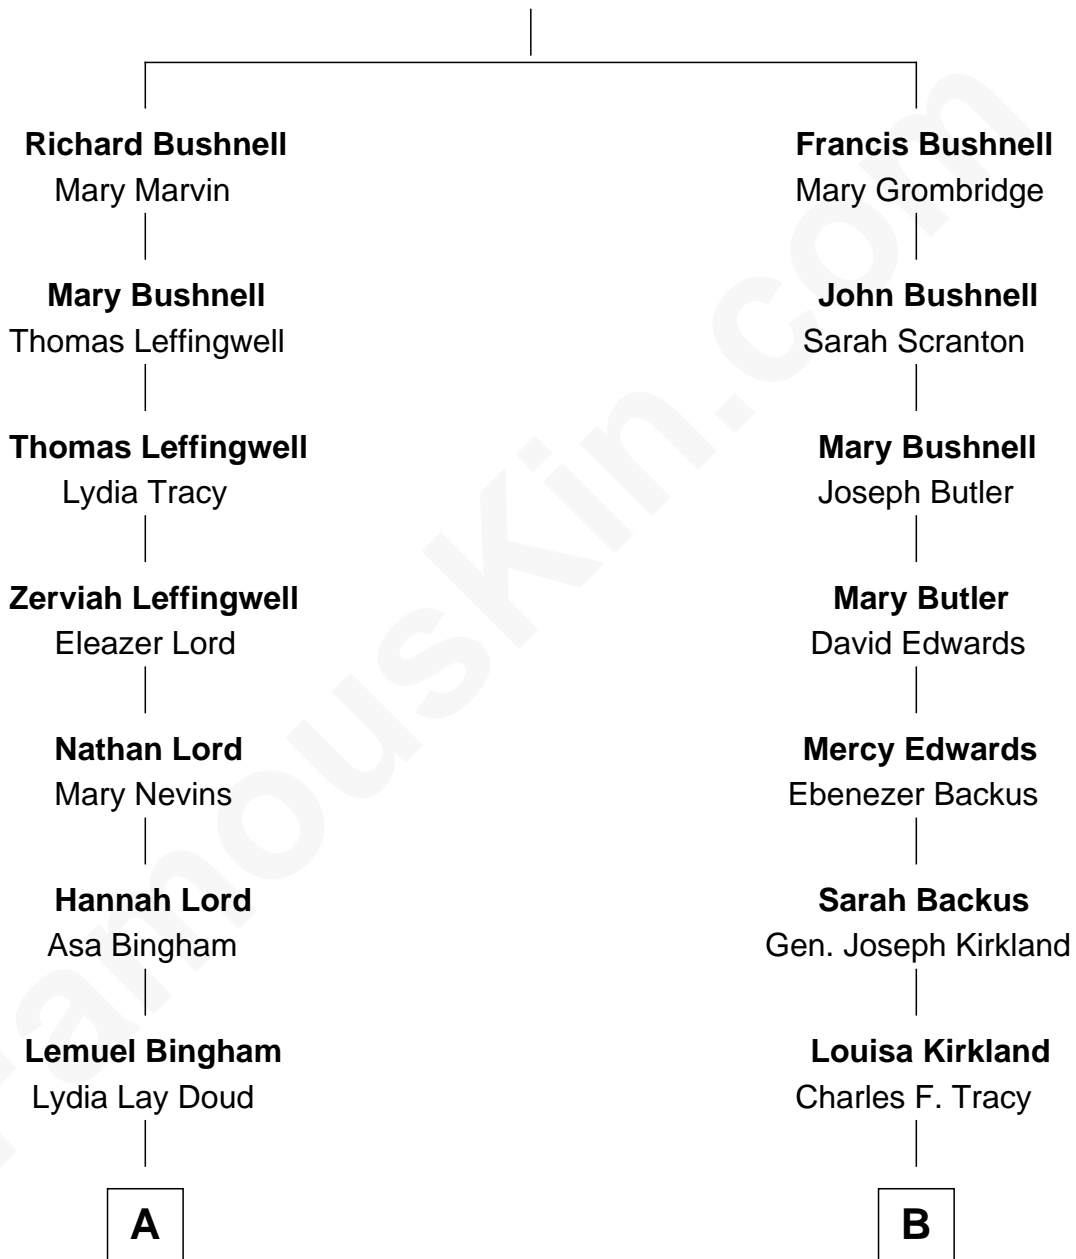 Richard Bushnell
Mary Marvin
Mary Bushnell
Thomas Leffingwell
Thomas Leffingwell
Lydia Tracy
Zerviah Leffingwell
Eleazer Lord
Nathan Lord
Mary Nevins
Hannah Lord
Asa Bingham
Lemuel Bingham
Lydia Lay Doud
A
Francis Bushnell
Mary Grombridge
John Bushnell
Sarah Scranton
Mary Bushnell
Joseph Butler
Mary Butler
David Edwards
Mercy Edwards
Ebenezer Backus
Sarah Backus
Gen. Joseph Kirkland
Louisa Kirkland
Charles F. Tracy
B
FamousKin.com